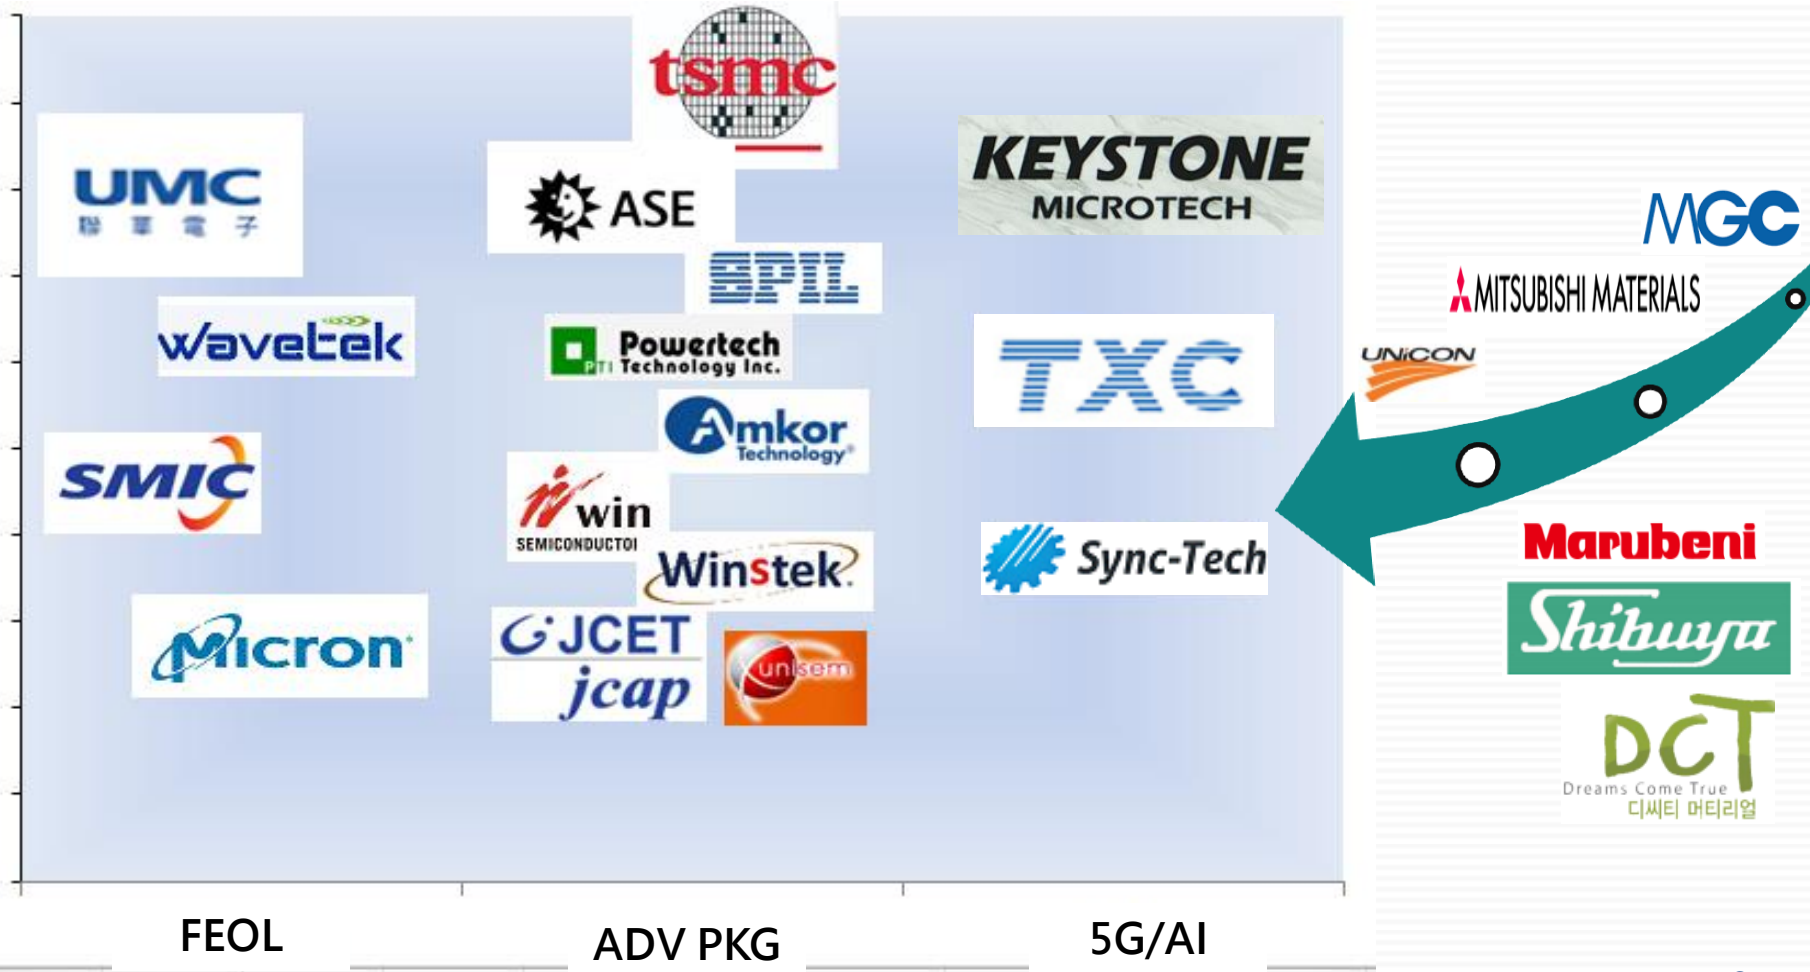 tsmc
UMC
聯華電子
ASE
KEYSTONE
MICROTECH
MGC
SPIL
MITSUBISHI MATERIALS
wavetek
PTI Powertech
Technology Inc.
TXC
UNiCON
Amkor
Technology®
SMIC
win
SEMICONDUCTOR
Winstek
Sync-Tech
Marubeni
Shibuya
Micron
JCET
jcap
unisem
DCT
Dreams Come True
디씨티 머티리얼
FEOL
ADV PKG
5G/AI